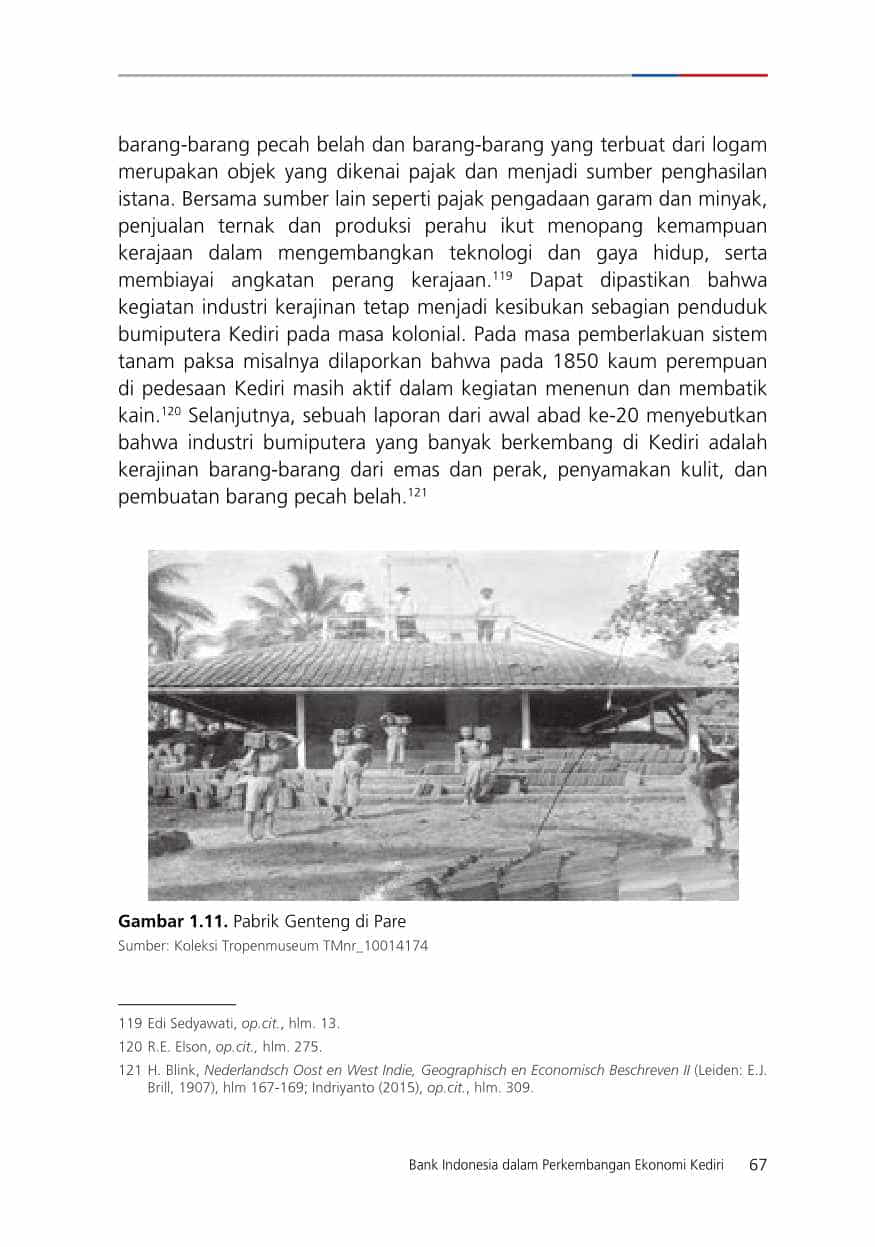 barang-barang pecah belah dan barang-barang yang terbuat dari logam
merupakan objek yang dikenai pajak dan menjadi sumber penghasilan
istana. Bersama sumber lain seperti pajak pengadaan garam dan minyak,
penjualan ternak dan produksi perahu ikut menopang kemampuan
kerajaan dalam mengembangkan teknologi dan gaya hidup, serta
membiayai angkatan perang kerajaan.119 Dapat dipastikan bahwa
kegiatan industri kerajinan tetap menjadi kesibukan sebagian penduduk
bumiputera Kediri pada masa kolonial. Pada masa pemberlakuan sistem
tanam paksa misalnya dilaporkan bahwa pada 1850 kaum perempuan
di pedesaan Kediri masih aktif dalam kegiatan menenun dan membatik
kain.120 Selanjutnya, sebuah laporan dari awal abad ke-20 menyebutkan
bahwa industri bumiputera yang banyak berkembang di Kediri adalah
kerajinan barang-barang dari emas dan perak, penyamakan kulit, dan
pembuatan barang pecah belah.121
Gambar 1.11. Pabrik Genteng di Pare
Sumber: Koleksi Tropenmuseum TMnr_10014174
119 Edi Sedyawati, op.cit., hlm. 13.
120 R.E. Elson, op.cit., hlm. 275.
121 H. Blink, Nederlandsch Oost en West Indie, Geographisch en Economisch Beschreven II (Leiden: E.J.
Brill, 1907), hlm 167-169; Indriyanto (2015), op.cit., hlm. 309.
Bank Indonesia dalam Perkembangan Ekonomi Kediri 67